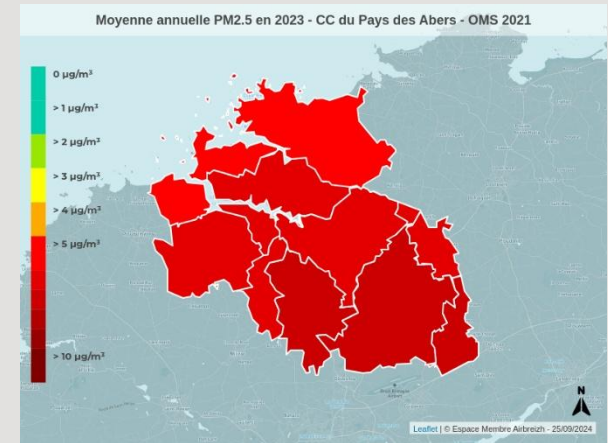 Moyenne annuelle PM2.5 en 2023 - CC du Pays des Abers - OMS 2021
0 µg/m³
> 1 µg/m³
> 2 µg/m³
> 3 µg/m³
> 4 µg/m³
> 5 µg/m³
> 10 µg/m³
N
Leaflet | © Espace Membre Airbreizh - 25/09/2024